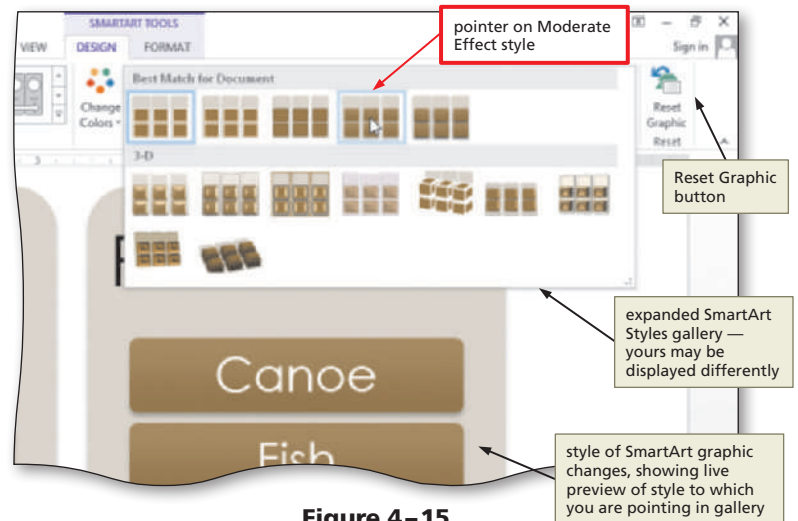 SMARTART TOOLS
VIEW DESIGN FORMAT
Sign in
pointer on Moderate
Effect style
Best Match for Document
Change
Colors
Reset
Graphic
Reset
3-D
3
Reset Graphic
button
expanded SmartArt
Styles gallery —
yours may be
displayed differently
Canoe
Fish
style of SmartArt graphic
changes, showing live
preview of style to which
you are pointing in gallery
Figure 4–15